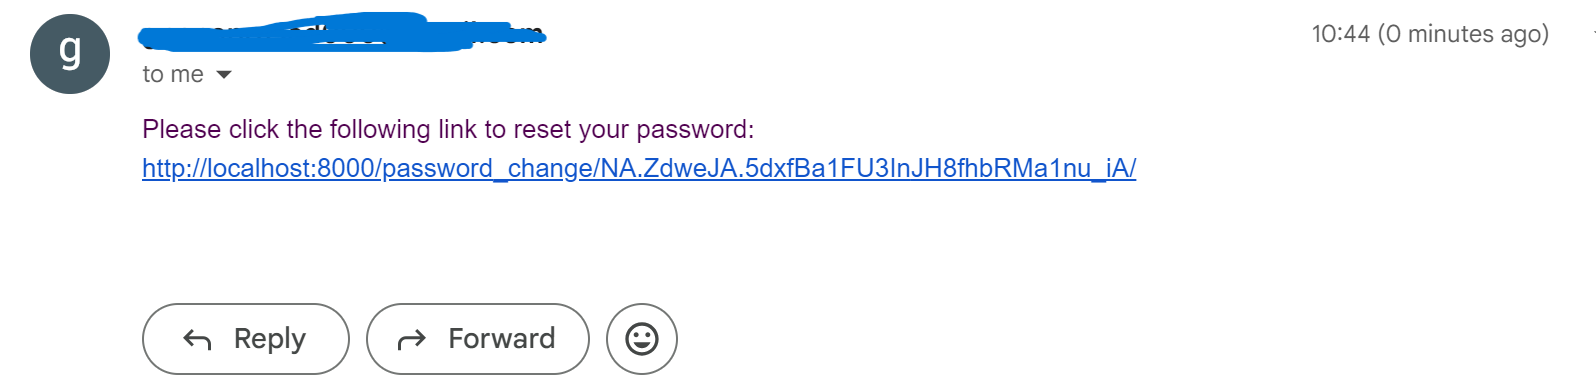 g
10:44 (0 minutes ago)
to me
Please click the following link to reset your password:
http://localhost:8000/password_change/NA.ZdweJA.5dxfBa1FU3InJH8fhbRMa1nu_iA/
Reply
Forward